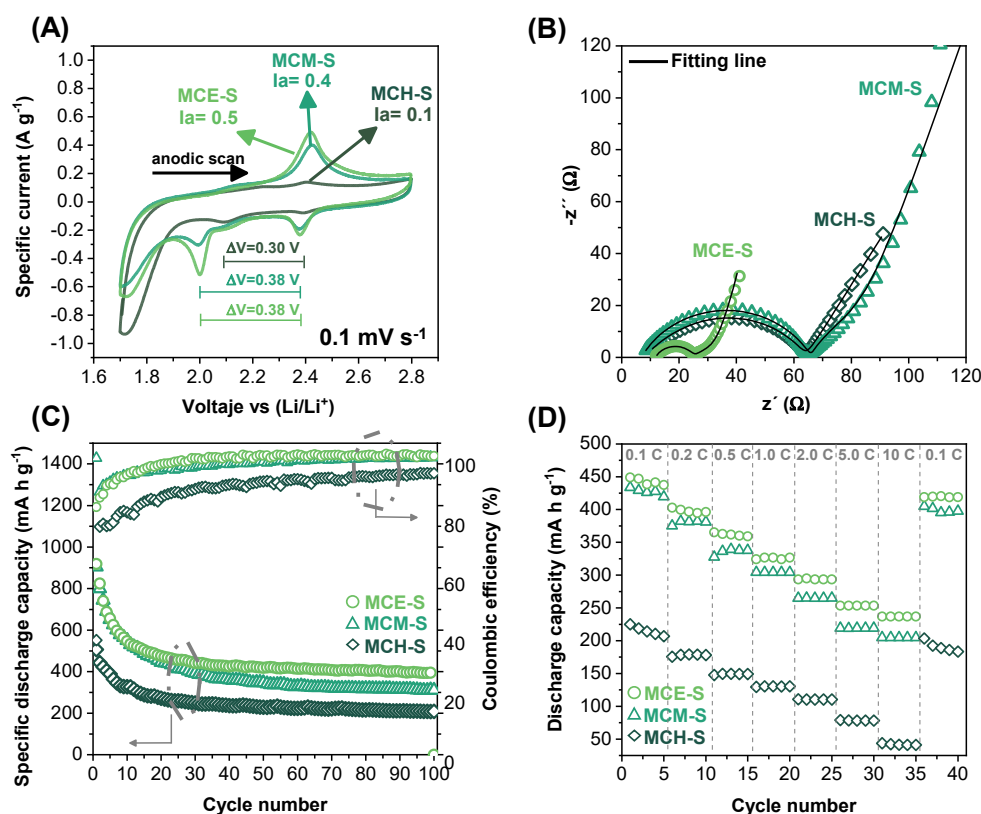 (A)
1.0
0.8
0.6
0.4
0.2
0.0
-0.2
-0.4
-0.6
-0.8
-1.0
Specific current (A g⁻¹)
MCM-S
Ia= 0.4
MCE-S
Ia= 0.5
MCH-S
Ia= 0.1
anodic scan
ΔV=0.30 V
ΔV=0.38 V
ΔV=0.38 V
0.1 mV s⁻¹
1.6 1.8 2.0 2.2 2.4 2.6 2.8
Voltaje vs (Li/Li⁺)
(B)
120
100
80
60
40
20
0
-z´´ (Ω)
Fitting line
MCM-S
MCH-S
MCE-S
0 20 40 60 80 100 120
z´ (Ω)
(C)
1400
1200
1000
800
600
400
200
0
Specific discharge capacity (mA h g⁻¹)
MCE-S
MCM-S
MCH-S
100
80
60
40
20
0
Coulombic efficiency (%)
0 10 20 30 40 50 60 70 80 90 100
Cycle number
(D)
500
450
400
350
300
250
200
150
100
50
Discharge capacity (mA h g⁻¹)
0.1 C 0.2 C 0.5 C 1.0 C 2.0 C 5.0 C 10 C 0.1 C
MCE-S
MCM-S
MCH-S
0 5 10 15 20 25 30 35 40
Cycle number